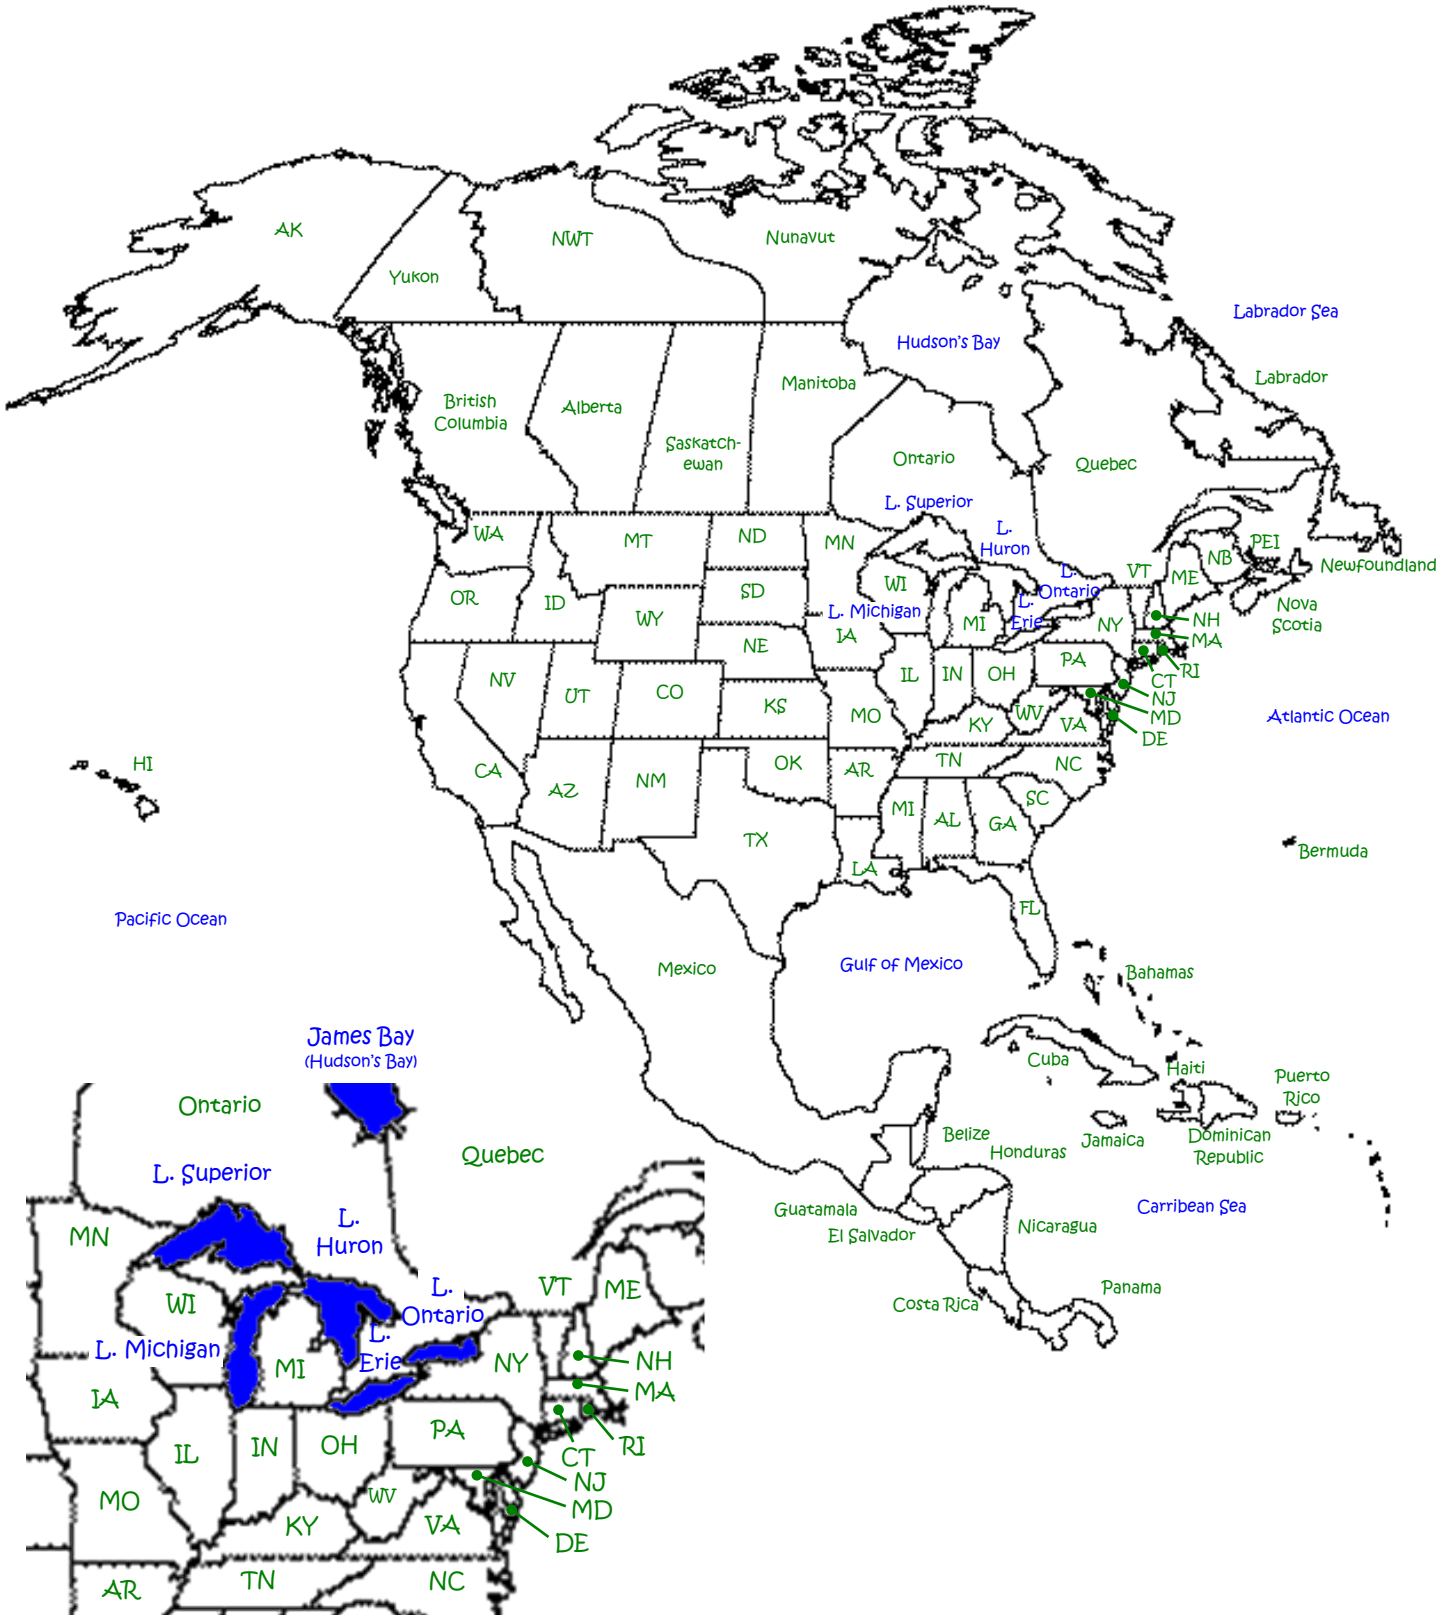 AK
Yukon
NWT
Nunavut
Labrador Sea
Hudson's Bay
Labrador
Manitoba
British
Columbia
Alberta
Saskatch-
ewan
Ontario
Quebec
L. Superior
L.
Huron
WA
MT
ND
MN
VT
ME
NB
PEI
Newfoundland
OR
ID
WY
SD
WI
L. Michigan
MI
L.
Ontario
L.
Erie
NY
NH
MA
Nova
Scotia
NE
IA
NV
UT
CO
KS
MO
IL
IN
OH
PA
WV
VA
KY
CT
RI
NJ
MD
DE
Atlantic Ocean
HI
CA
AZ
NM
OK
AR
TN
NC
SC
TX
LA
MI
AL
GA
FL
Bermuda
Pacific Ocean
Mexico
Gulf of Mexico
Bahamas
Cuba
Haiti
Puerto
Rico
Jamaica
Dominican
Republic
Belize
Honduras
Guatamala
El Salvador
Nicaragua
Carribean Sea
Costa Rica
Panama
James Bay
(Hudson's Bay)
Ontario
Quebec
L. Superior
MN
L.
Huron
WI
L. Michigan
MI
L.
Ontario
L.
Erie
VT
ME
NY
NH
MA
IA
IL
IN
OH
PA
CT
RI
NJ
MD
DE
MO
WV
VA
KY
AR
TN
NC